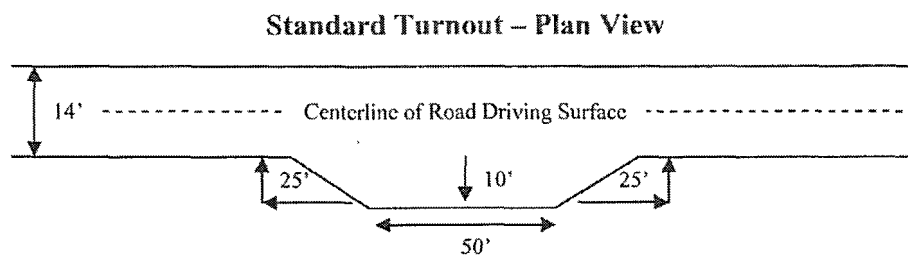 Standard Turnout – Plan View
14’
Centerline of Road Driving Surface
25’
10’
25’
50’